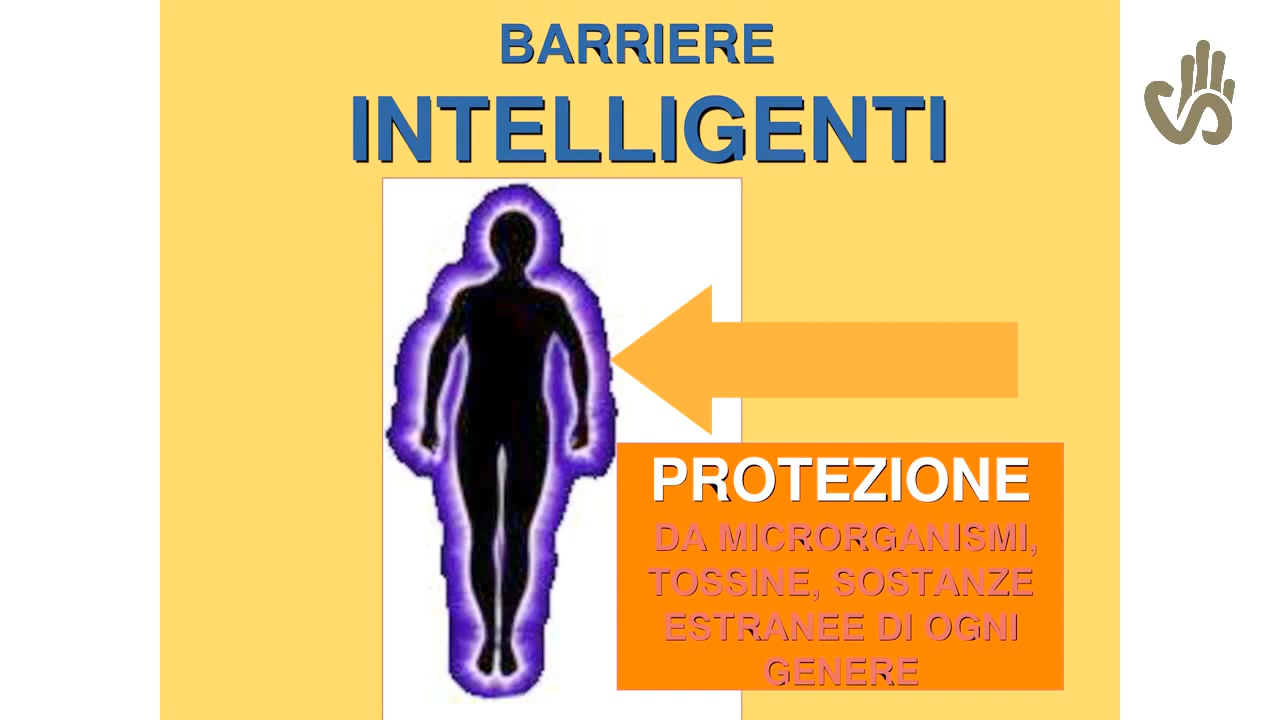 BARRIERE
INTELLIGENTI
PROTEZIONE
DA MICRORGANISMI,
TOSSINE, SOSTANZE
ESTRANEE DI OGNI
GENERE